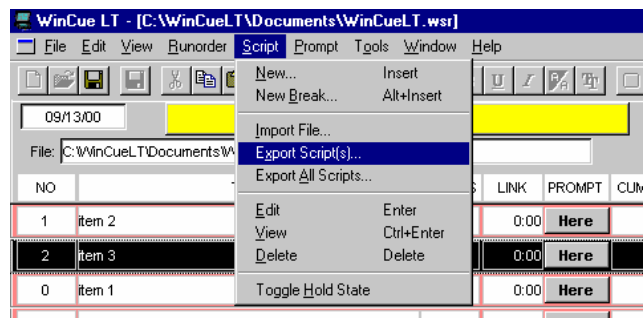 WinCue LT - [C:\WinCueLT\Documents\WinCueLT.wsr]
File Edit View Runorder Script Prompt Tools Window Help
New... Insert
New Break... Alt+Insert
09/13/00
Import File...
File: C:\WinCueLT\Documents\W
Export Script(s)...
Export All Scripts...
NO T S LINK PROMPT CUM
Edit Enter
1 item 2 0:00 Here
View Ctrl+Enter
2 item 3 Delete Delete 0:00 Here
0 item 1 Toggle Hold State 0:00 Here